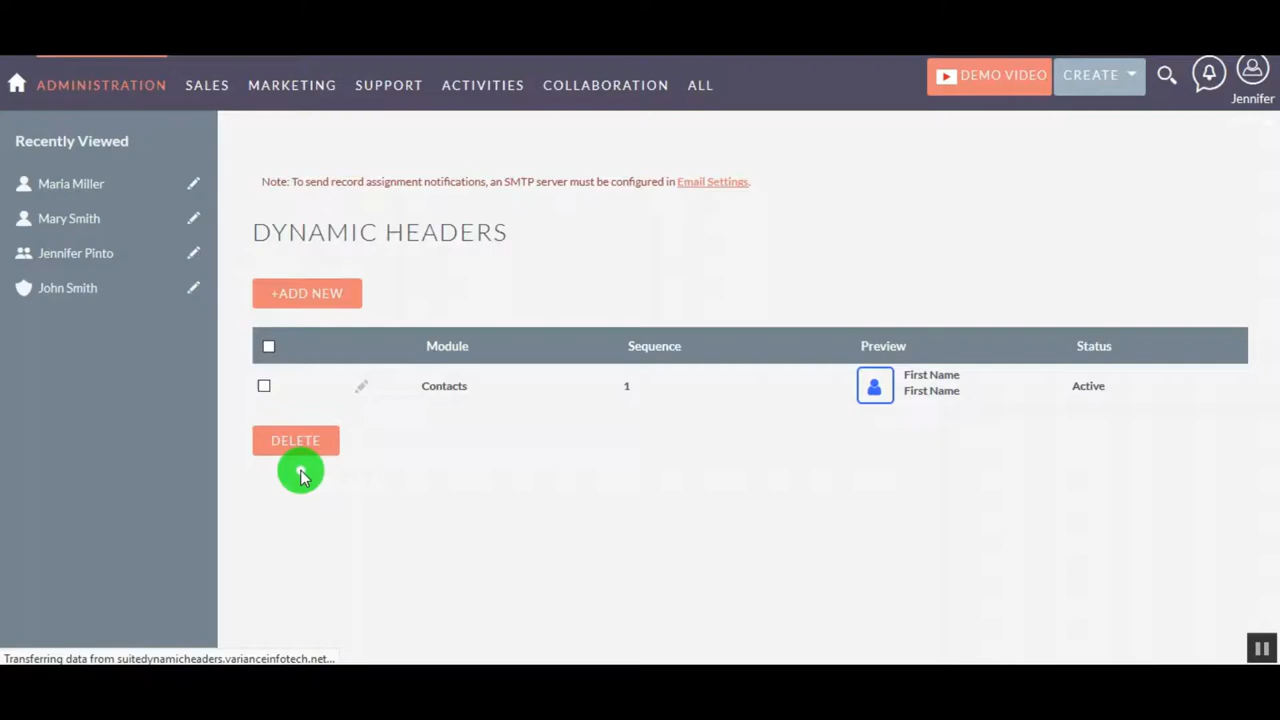 ADMINISTRATION SALES MARKETING SUPPORT ACTIVITIES COLLABORATION ALL DEMO VIDEO CREATE
Jennifer
Recently Viewed
Maria Miller
Mary Smith
Jennifer Pinto
John Smith
Note: To send record assignment notifications, an SMTP server must be configured in Email Settings.
DYNAMIC HEADERS
+ADD NEW
Module Sequence Preview Status
Contacts 1 First Name Active
First Name
DELETE
Transferring data from suitedynamicheaders.varianceinfotech.net...